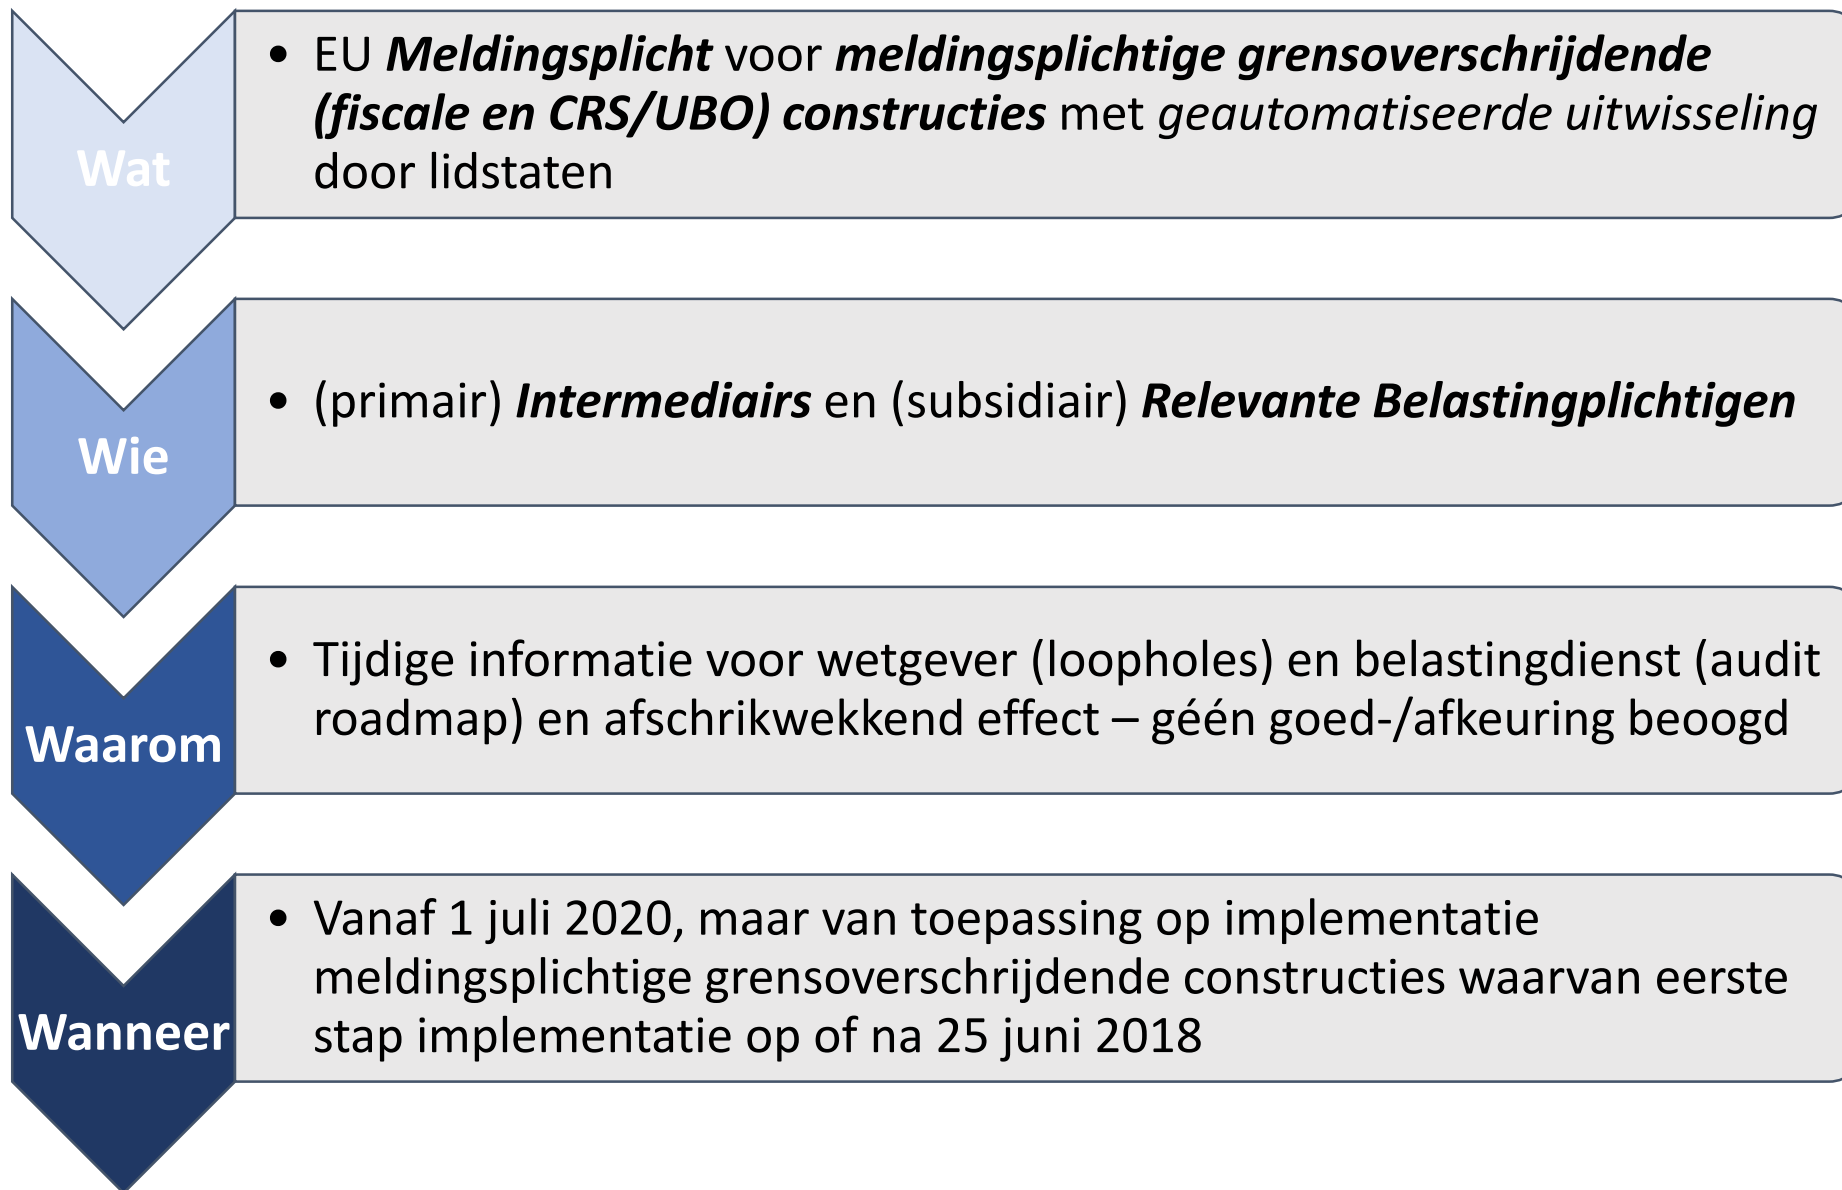 Wat
• EU Meldingsplicht voor meldingsplichtige grensoverschrijdende
(fiscale en CRS/UBO) constructies met geautomatiseerde uitwisseling
door lidstaten
Wie
• (primair) Intermediairs en (subsidiair) Relevante Belastingplichtigen
Waarom
• Tijdige informatie voor wetgever (loopholes) en belastingdienst (audit
roadmap) en afschrikwekkend effect – géén goed-/afkeuring beoogd
Wanneer
• Vanaf 1 juli 2020, maar van toepassing op implementatie
meldingsplichtige grensoverschrijdende constructies waarvan eerste
stap implementatie op of na 25 juni 2018